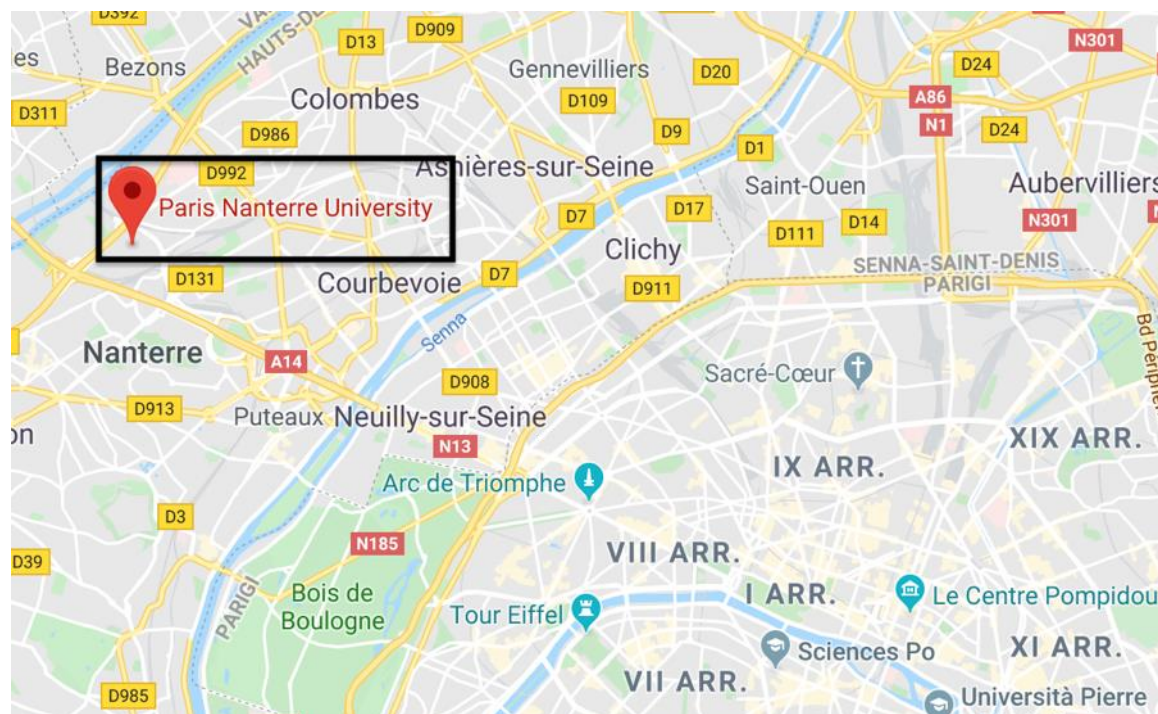 D392
VA
HAUTS-DE
D13
D909
N301
es
Bezons
Gennevilliers
D20
D24
D311
Colombes
D109
A86
D986
D9
N1
D24
D1
D992
Asnières-sur-Seine
Saint-Ouen
Aubervilliers
Paris Nanterre University
D7
D17
D111
D14
N301
Clichy
D131
Courbevoie
D7
D911
SENNA-SAINT-DENIS
PARIGI
Senna
Bd Périphér
Nanterre
A14
Sacré-Cœur
D908
D913
Puteaux
Neuilly-sur-Seine
on
N13
XIX ARR.
IX ARR.
Arc de Triomphe
D3
N185
VIII ARR.
D39
PARIGI
Bois de
Boulogne
I ARR.
Le Centre Pompidou
Tour Eiffel
Sciences Po
XI ARR.
VII ARR.
D985
Università Pierre